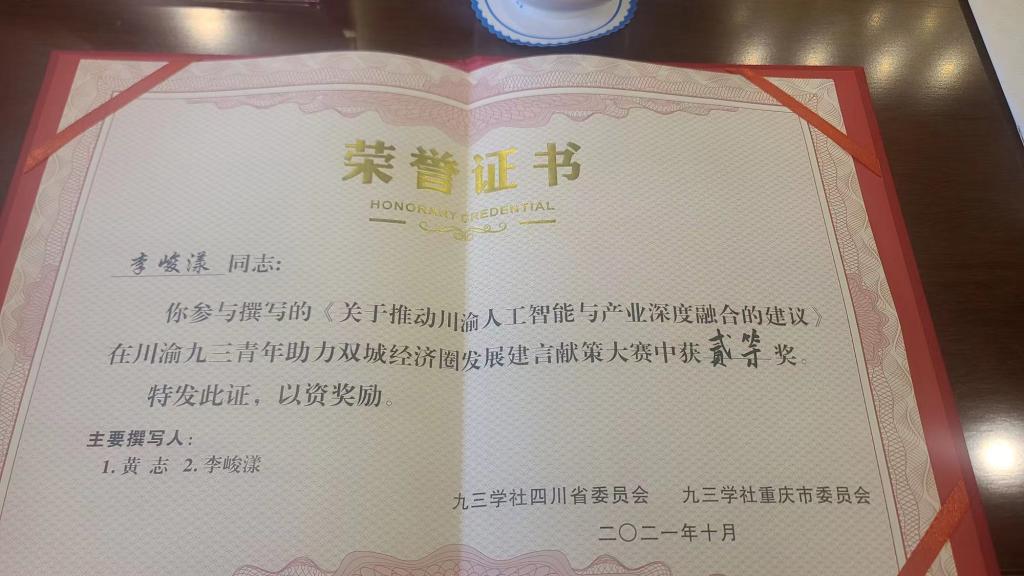 荣誉证书
HONORARY CREDENTIAL
李峻漾 同志:
你参与撰写的《关于推动川渝人工智能与产业深度融合的建议》
在川渝九三青年助力双城经济圈发展建言献策大赛中获贰等奖。
特发此证，以资奖励。
主要撰写人:
1.黄 志 2.李峻漾
九三学社四川省委员会 九三学社重庆市委员会
二〇二一年十月